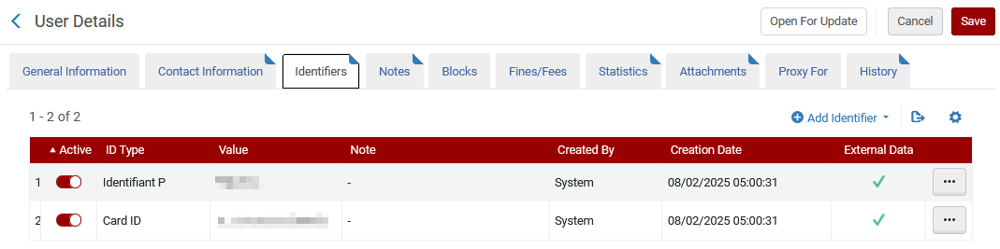 User Details
Open For Update
Cancel
Save
General Information
Contact Information
Identifiers
Notes
Blocks
Fines/Fees
Statistics
Attachments
Proxy For
History
1 - 2 of 2
Add Identifier
Active ID Type Value Note Created By Creation Date External Data
1 Identifiant P - System 08/02/2025 05:00:31
2 Card ID - System 08/02/2025 05:00:31